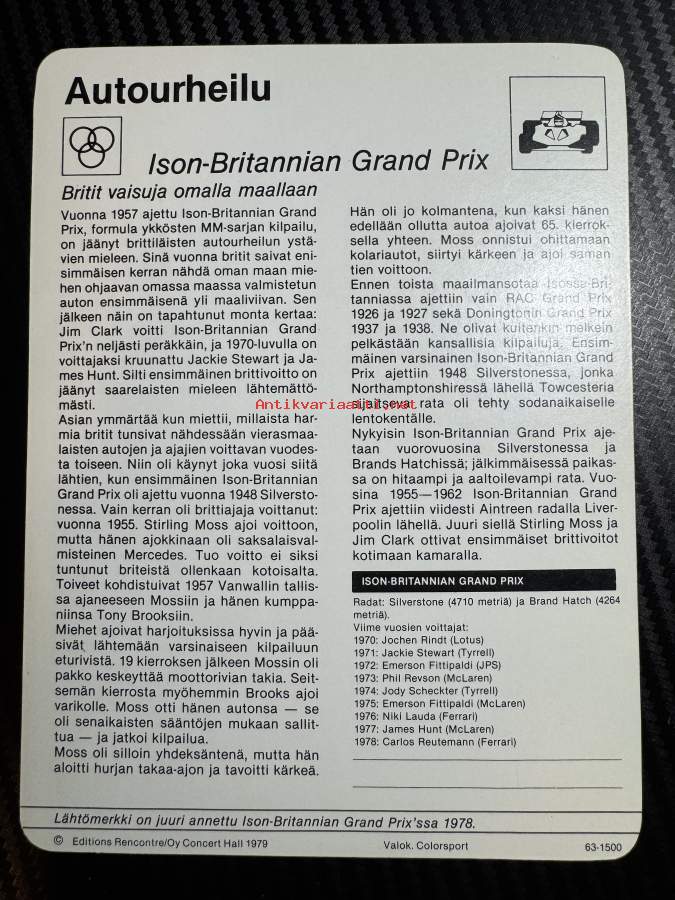 Autourheilu
Ison-Britannian Grand Prix
Britit vaisuja omalla maallaan
Vuonna 1957 ajettu Ison-Britannian Grand
Prix, formula ykkösten MM-sarjan kilpailu,
on jäänyt brittiläisten autourheilun ystä-
vien mieleen. Sinä vuonna britit saivat eni-
simmäisen kerran nähdä oman maan mie-
hen ohjaavan omassa maassa valmistetun
auton ensimmäisenä yli maaliviivan. Sen
jälkeen näin on tapahtunut monta kertaa:
Jim Clark voitti Ison-Britannian Grand
Prix'n neljästi peräkkäin, ja 1970-luvulla on
voittajaksi kruunattu Jackie Stewart ja Ja-
mes Hunt. Silti ensimmäinen brittivoitto on
jäänyt saarelaisten mieleen lähtemättö-
mästi.
Asian ymmärtää kun miettii, millaista har-
mia britit tunsivat nähdessään vierasmaa-
laisten autojen ja ajajien voittavan vuodes-
ta toiseen. Niin oli käynyt joka vuosi siitä
lähtien, kun ensimmäinen Ison-Britannian
Grand Prix oli ajettu vuonna 1948 Silversto-
nessa. Vain kerran oli brittiajaja voittanut:
vuonna 1955. Stirling Moss ajoi voittoon,
mutta hänen ajokkinaan oli saksalaisval-
misteinen Mercedes. Tuo voitto ei siksi
tuntunut briteistä ollenkaan kotoisalta.
Toiveet kohdistuivat 1957 Vanwallin tallis-
sa ajaneeseen Mossiin ja hänen kumppa-
niinsa Tony Brooksiin.
Miehet ajoivat harjoituksissa hyvin ja pää-
sivät lähtemään varsinaiseen kilpailuun
eturivistä. 19 kierroksen jälkeen Mossin oli
pakko keskeyttää moottorivian takia. Seit-
semän kierrosta myöhemmin Brooks ajoi
varikolle. Moss otti hänen autonsa — se
oli senaikaisten sääntöjen mukaan sallit-
tua — ja jatkoi kilpailua.
Moss oli silloin yhdeksäntenä, mutta hän
aloitti hurjan takaa-ajon ja tavoitti kärkeä.
Hän oli jo kolmantena, kun kaksi hänen
edellään ollutta autoa ajoivat 65. kierrok-
sella yhteen. Moss onnistui ohittamaan
kolariautot, siirtyi kärkeen ja ajoi saman
tien voittoon.
Ennen toista maailmansotaa Isossa-Bri-
tanniassa ajettiin vain RAC Grand Prix
1926 ja 1927 sekä Doningtonin Grand Prix
1937 ja 1938. Ne olivat kuitenkin melkein
pelkästään kansallisia kilpailuja. Ensim-
mäinen varsinainen Ison-Britannian Grand
Prix ajettiin 1948 Silverstonessa, jonka
Northamptonshiressä lähellä Towcesteria
sijaitseva rata oli tehty sodanaikaiselle
lentokentälle.
Nykyisin Ison-Britannian Grand Prix aje-
taan vuorovuosina Silverstonessa ja
Brands Hatchissä; jälkimmäisessä paikas-
sa on hitaampi ja aaltoilevampi rata. Vuo-
sina 1955—1962 Ison-Britannian Grand
Prix ajettiin viidesti Aintreen radalla Liver-
poolin lähellä. Juuri siellä Stirling Moss ja
Jim Clark ottivat ensimmäiset brittivoitot
kotimaan kamaralla.
ISON-BRITANNIAN GRAND PRIX
Radat: Silverstone (4710 metriä) ja Brand Hatch (4264
metriä).
Viime vuosien voittajat:
1970: Jochen Rindt (Lotus)
1971: Jackie Stewart (Tyrrell)
1972: Emerson Fittipaldi (JPS)
1973: Phil Revson (McLaren)
1974: Jody Scheckter (Tyrrell)
1975: Emerson Fittipaldi (McLaren)
1976: Niki Lauda (Ferrari)
1977: James Hunt (McLaren)
1978: Carlos Reutemann (Ferrari)
Antikvariaatti.net
Lähtömerkki on juuri annettu Ison-Britannian Grand Prix'ssa 1978.
© Editions Rencontre/Oy Concert Hall 1979 Valok. Colorsport 63-1500